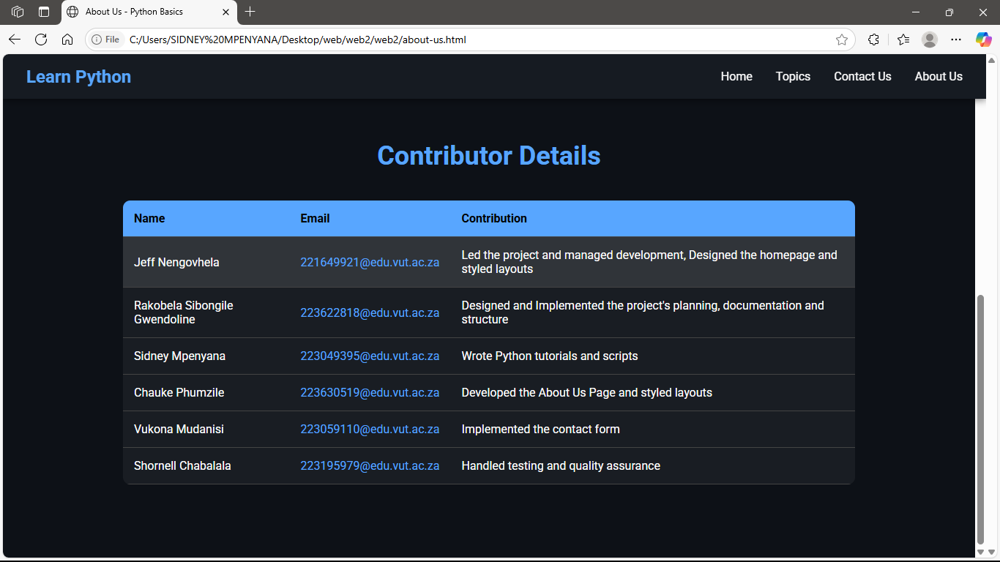 About Us - Python Basics
File C:/Users/SIDNEY%20MPENYANA/Desktop/web/web2/web2/about-us.html
Learn Python Home Topics Contact Us About Us
Contributor Details
Name Email Contribution
Jeff Nengovhela 221649921@edu.vut.ac.za Led the project and managed development, Designed the homepage and
styled layouts
Rakobela Sibongile
Gwendoline 223622818@edu.vut.ac.za Designed and Implemented the project's planning, documentation and
structure
Sidney Mpenyana 223049395@edu.vut.ac.za Wrote Python tutorials and scripts
Chauke Phumzile 223630519@edu.vut.ac.za Developed the About Us Page and styled layouts
Vukona Mudanisi 223059110@edu.vut.ac.za Implemented the contact form
Shornell Chabalala 223195979@edu.vut.ac.za Handled testing and quality assurance